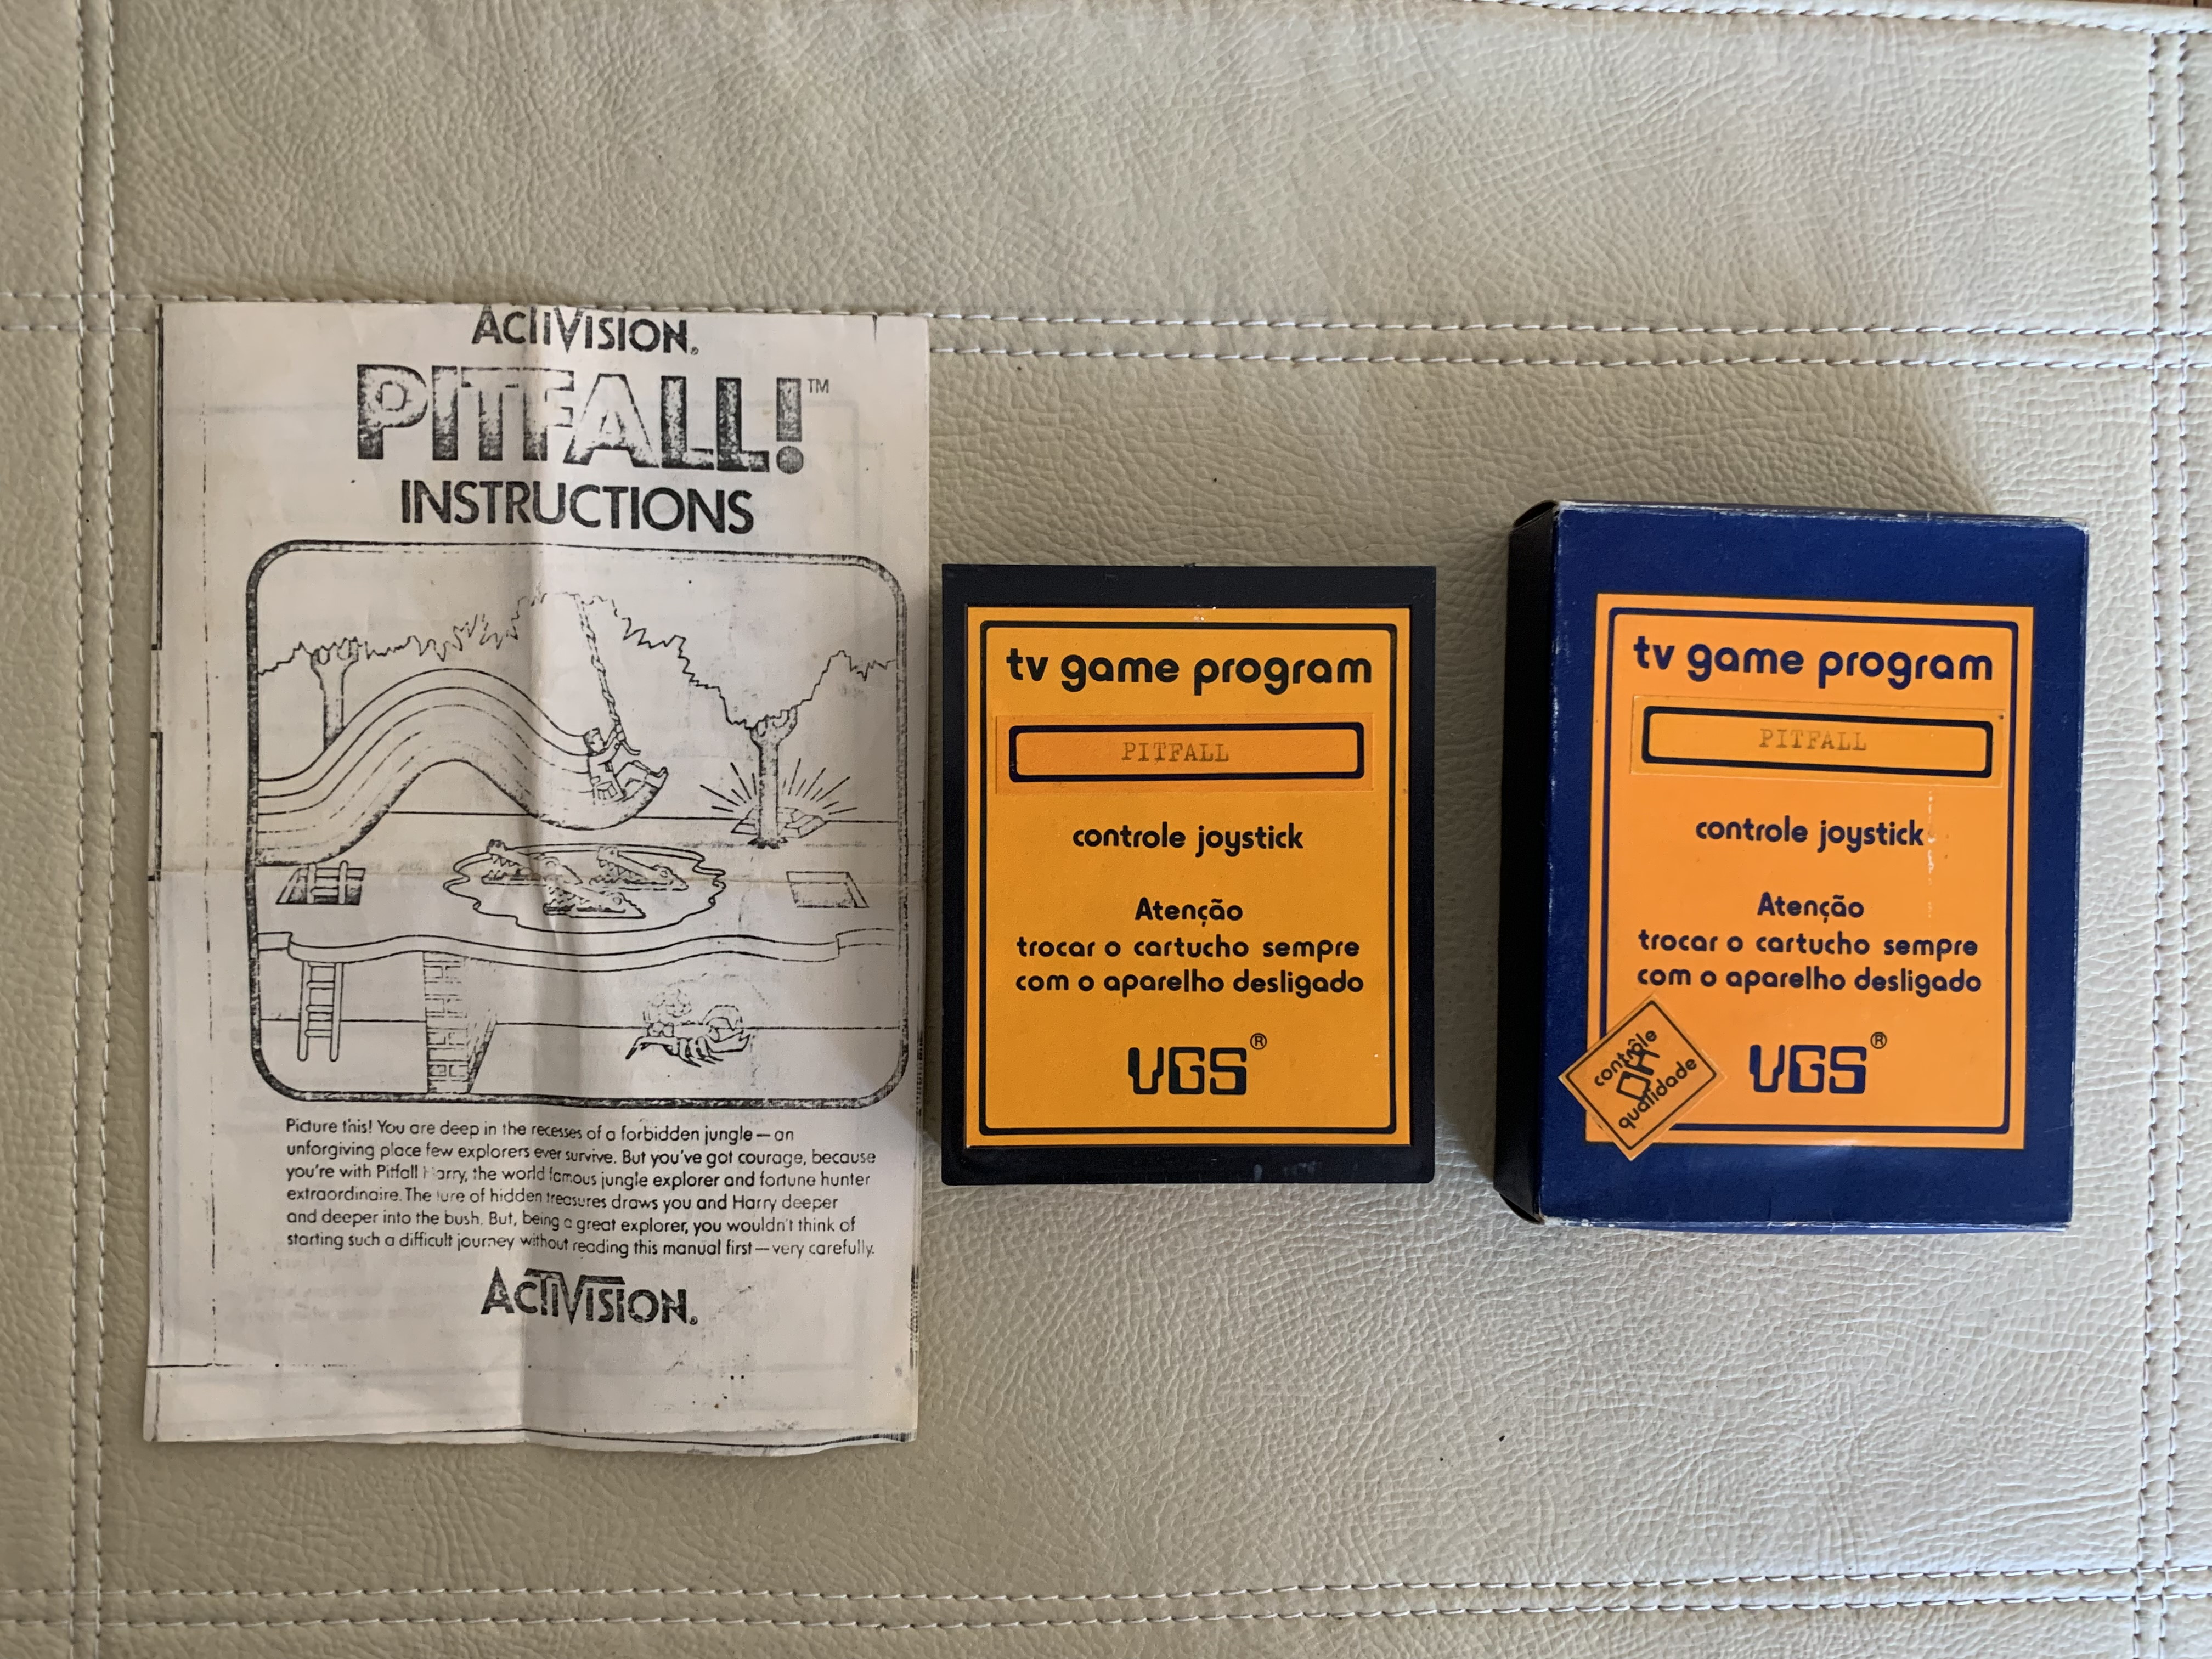 ACTIVISION®
PITFALL!™
INSTRUCTIONS
Picture this! You are deep in the recesses of a forbidden jungle — an
unforgiving place few explorers ever survive. But you've got courage, because
you're with Pitfall Harry, the world famous jungle explorer and fortune hunter
extraordinaire. The lure of hidden treasures draws you and Harry deeper
and deeper into the bush. But, being a great explorer, you wouldn't think of
starting such a difficult journey without reading this manual first — very carefully.
ACTIVISION®
tv game program
PITFALL
controle joystick
Atenção
trocar o cartucho sempre
com o aparelho desligado
VGS®
tv game program
PITFALL
controle joystick
Atenção
trocar o cartucho sempre
com o aparelho desligado
VGS®
contrôle
OK
qualidade